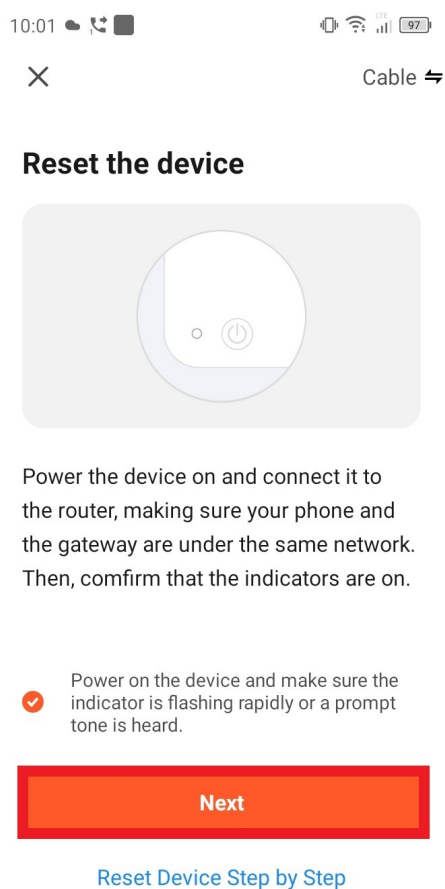 10:01
LTE
97
Cable
Reset the device
Power the device on and connect it to
the router, making sure your phone and
the gateway are under the same network.
Then, comfirm that the indicators are on.
Power on the device and make sure the
indicator is flashing rapidly or a prompt
tone is heard.
Next
Reset Device Step by Step